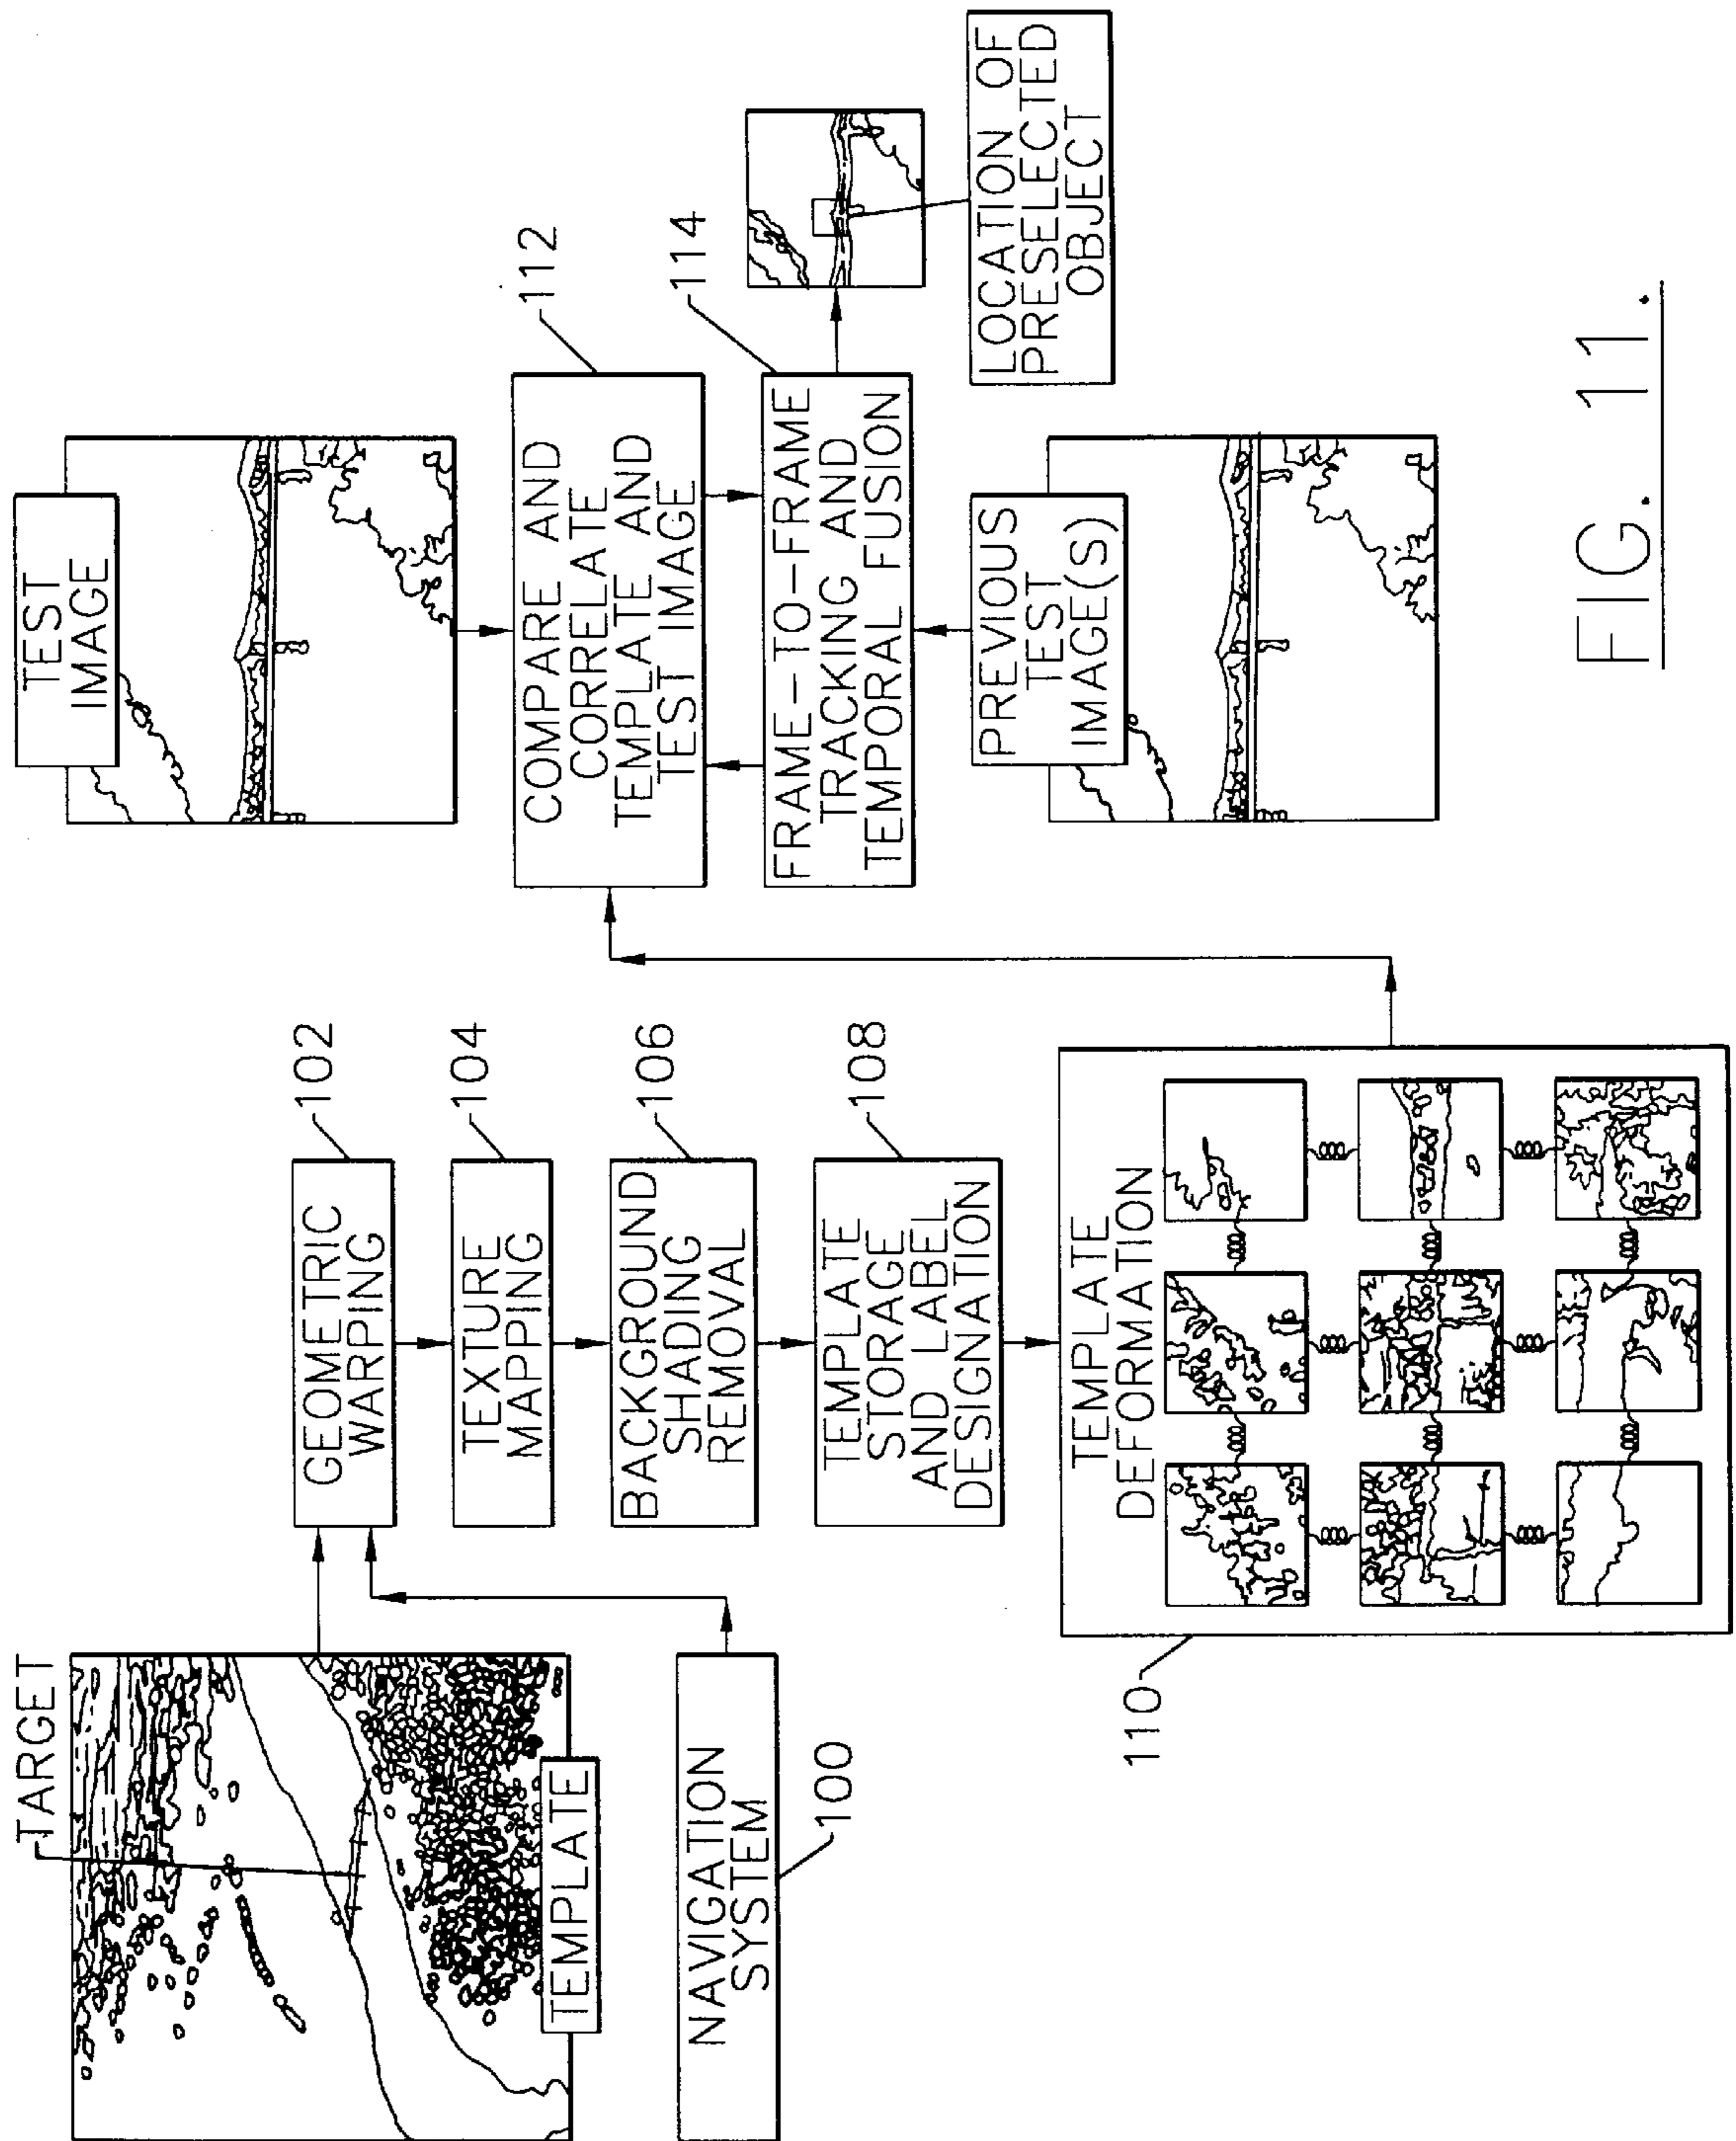 TARGET
TEMPLATE
NAVIGATION
SYSTEM
100
GEOMETRIC
WARPING
102
TEXTURE
MAPPING
104
BACKGROUND
SHADING
REMOVAL
106
TEMPLATE
STORAGE
AND LABEL
DESIGNATION
108
TEMPLATE
DEFORMATION
110
TEST
IMAGE
COMPARE AND
CORRELATE
TEMPLATE AND
TEST IMAGE
112
FRAME-TO-FRAME
TRACKING AND
TEMPORAL FUSION
114
PREVIOUS
TEST
IMAGE(S)
LOCATION OF
PRESELECTED
OBJECT
FIG. 11.